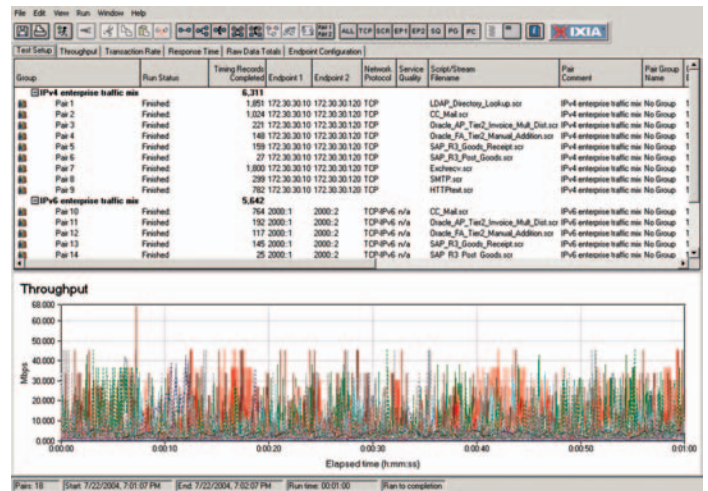 File Edit View Run Window Help
ALL TCP SCR EP1 EP2 SQ PG PC IXIA
Test Setup Throughput Transaction Rate Response Time Raw Data Totals Endpoint Configuration
Group Run Status Timing Records Completed Endpoint 1 Endpoint 2 Network Protocol Service Quality Script/Stream Filename Pair Comment Pair Group Name
IPv4 enterprise traffic mix 6,311
Pair 1 Finished 1,851 172.30.30.10 172.30.30.120 TCP LDAP_Directory_Lookup.scr IPv4 enterprise traffic mix No Group
Pair 2 Finished 1,024 172.30.30.10 172.30.30.120 TCP CC_Mail.scr IPv4 enterprise traffic mix No Group
Pair 3 Finished 221 172.30.30.10 172.30.30.120 TCP Oracle_AP_Tier2_Invoice_Mult_Dist.scr IPv4 enterprise traffic mix No Group
Pair 4 Finished 148 172.30.30.10 172.30.30.120 TCP Oracle_FA_Tier2_Manual_Addition.scr IPv4 enterprise traffic mix No Group
Pair 5 Finished 159 172.30.30.10 172.30.30.120 TCP SAP_R3_Goods_Receipt.scr IPv4 enterprise traffic mix No Group
Pair 6 Finished 27 172.30.30.10 172.30.30.120 TCP SAP_R3_Post_Goods.scr IPv4 enterprise traffic mix No Group
Pair 7 Finished 1,800 172.30.30.10 172.30.30.120 TCP Exchrecv.scr IPv4 enterprise traffic mix No Group
Pair 8 Finished 299 172.30.30.10 172.30.30.120 TCP SMTP.scr IPv4 enterprise traffic mix No Group
Pair 9 Finished 782 172.30.30.10 172.30.30.120 TCP HTTPtext.scr IPv4 enterprise traffic mix No Group
IPv6 enterprise traffic mix 5,642
Pair 10 Finished 764 2000::1 2000::2 TCP-IPv6 n/a CC_Mail.scr IPv6 enterprise traffic mix No Group
Pair 11 Finished 192 2000::1 2000::2 TCP-IPv6 n/a Oracle_AP_Tier2_Invoice_Mult_Dist.scr IPv6 enterprise traffic mix No Group
Pair 12 Finished 117 2000::1 2000::2 TCP-IPv6 n/a Oracle_FA_Tier2_Manual_Addition.scr IPv6 enterprise traffic mix No Group
Pair 13 Finished 145 2000::1 2000::2 TCP-IPv6 n/a SAP_R3_Goods_Receipt.scr IPv6 enterprise traffic mix No Group
Pair 14 Finished 25 2000::1 2000::2 TCP-IPv6 n/a SAP_R3_Post_Goods.scr IPv6 enterprise traffic mix No Group
Throughput
68.000
60.000
50.000
40.000
30.000
20.000
10.000
0.000
Mbps
0:00:00 0:00:10 0:00:20 0:00:30 0:00:40 0:00:50 0:01:00
Elapsed time (h:mm:ss)
Pairs: 18 Start: 7/22/2004, 7:01:07 PM End: 7/22/2004, 7:02:07 PM Run time: 00:01:00 Ran to completion